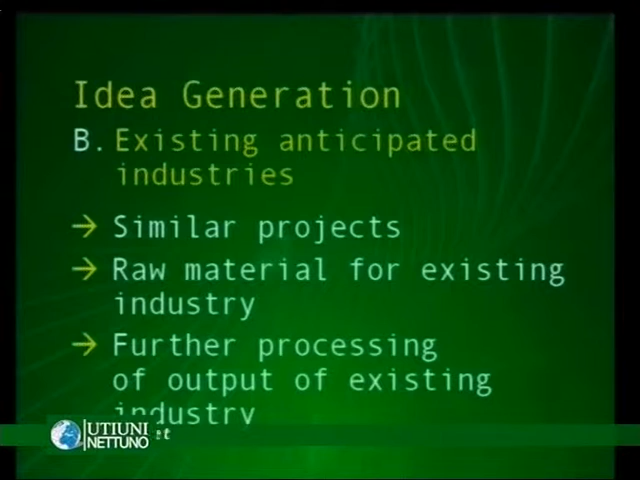 Idea Generation
B. Existing anticipated
industries
→ Similar projects
→ Raw material for existing
industry
→ Further processing
of output of existing
industry
UTIUNI
NETTUNO